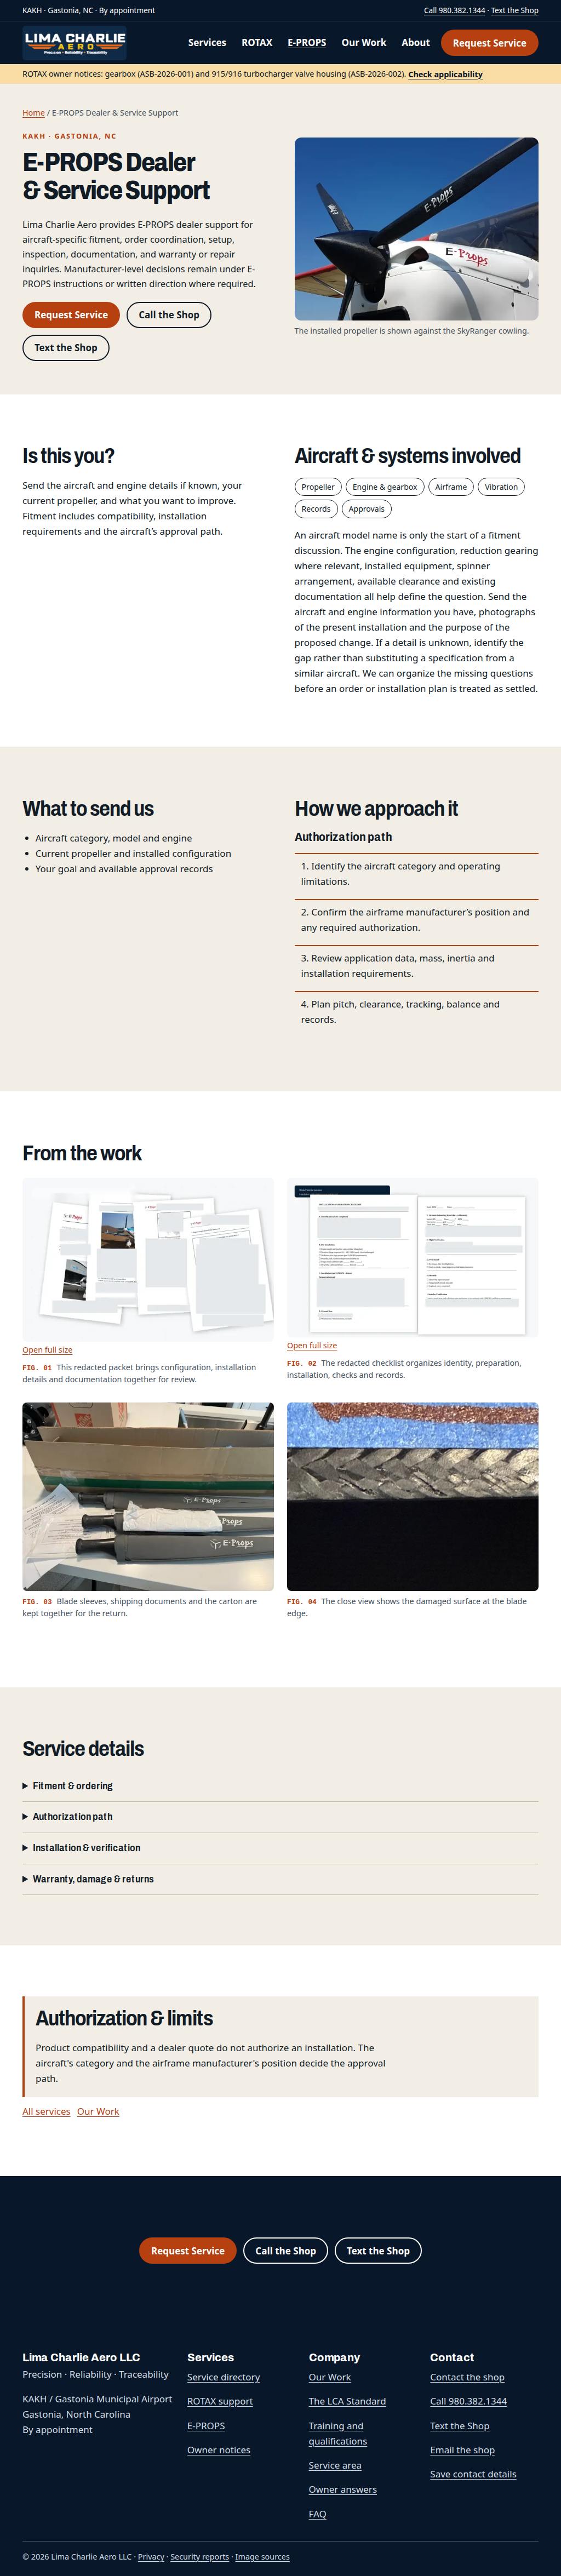 KAKH · Gastonia, NC · By appointment
Call 980.382.1344 · Text the Shop
LIMA CHARLIE
AERO
Precision · Reliability · Traceability
Services ROTAX E-PROPS Our Work About Request Service
ROTAX owner notices: gearbox (ASB-2026-001) and 915/916 turbocharger valve housing (ASB-2026-002). Check applicability
Home / E-PROPS Dealer & Service Support
KAKH · GASTONIA, NC
E-PROPS Dealer
& Service Support
Lima Charlie Aero provides E-PROPS dealer support for
aircraft-specific fitment, order coordination, setup,
inspection, documentation, and warranty or repair
inquiries. Manufacturer-level decisions remain under E-
PROPS instructions or written direction where required.
Request Service Call the Shop
Text the Shop
E-Props
E-Props
The installed propeller is shown against the SkyRanger cowling.
Is this you?
Send the aircraft and engine details if known, your
current propeller, and what you want to improve.
Fitment includes compatibility, installation
requirements and the aircraft’s approval path.
Aircraft & systems involved
Propeller Engine & gearbox Airframe Vibration
Records Approvals
An aircraft model name is only the start of a fitment
discussion. The engine configuration, reduction gearing
where relevant, installed equipment, spinner
arrangement, available clearance and existing
documentation all help define the question. Send the
aircraft and engine information you have, photographs
of the present installation and the purpose of the
proposed change. If a detail is unknown, identify the
gap rather than substituting a specification from a
similar aircraft. We can organize the missing questions
before an order or installation plan is treated as settled.
What to send us
• Aircraft category, model and engine
• Current propeller and installed configuration
• Your goal and available approval records
How we approach it
Authorization path
1. Identify the aircraft category and operating
limitations.
2. Confirm the airframe manufacturer’s position and
any required authorization.
3. Review application data, mass, inertia and
installation requirements.
4. Plan pitch, clearance, tracking, balance and
records.
From the work
Open full size
FIG. 01 This redacted packet brings configuration, installation
details and documentation together for review.
Open full size
FIG. 02 The redacted checklist organizes identity, preparation,
installation, checks and records.
E-Props
Props
E-Props
FIG. 03 Blade sleeves, shipping documents and the carton are
kept together for the return.
FIG. 04 The close view shows the damaged surface at the blade
edge.
Service details
Fitment & ordering
Authorization path
Installation & verification
Warranty, damage & returns
Authorization & limits
Product compatibility and a dealer quote do not authorize an installation. The
aircraft's category and the airframe manufacturer's position decide the approval
path.
All services Our Work
Request Service Call the Shop Text the Shop
Lima Charlie Aero LLC
Precision · Reliability · Traceability
KAKH / Gastonia Municipal Airport
Gastonia, North Carolina
By appointment
Services
Service directory
ROTAX support
E-PROPS
Owner notices
Company
Our Work
The LCA Standard
Training and
qualifications
Service area
Owner answers
FAQ
Contact
Contact the shop
Call 980.382.1344
Text the Shop
Email the shop
Save contact details
© 2026 Lima Charlie Aero LLC · Privacy · Security reports · Image sources